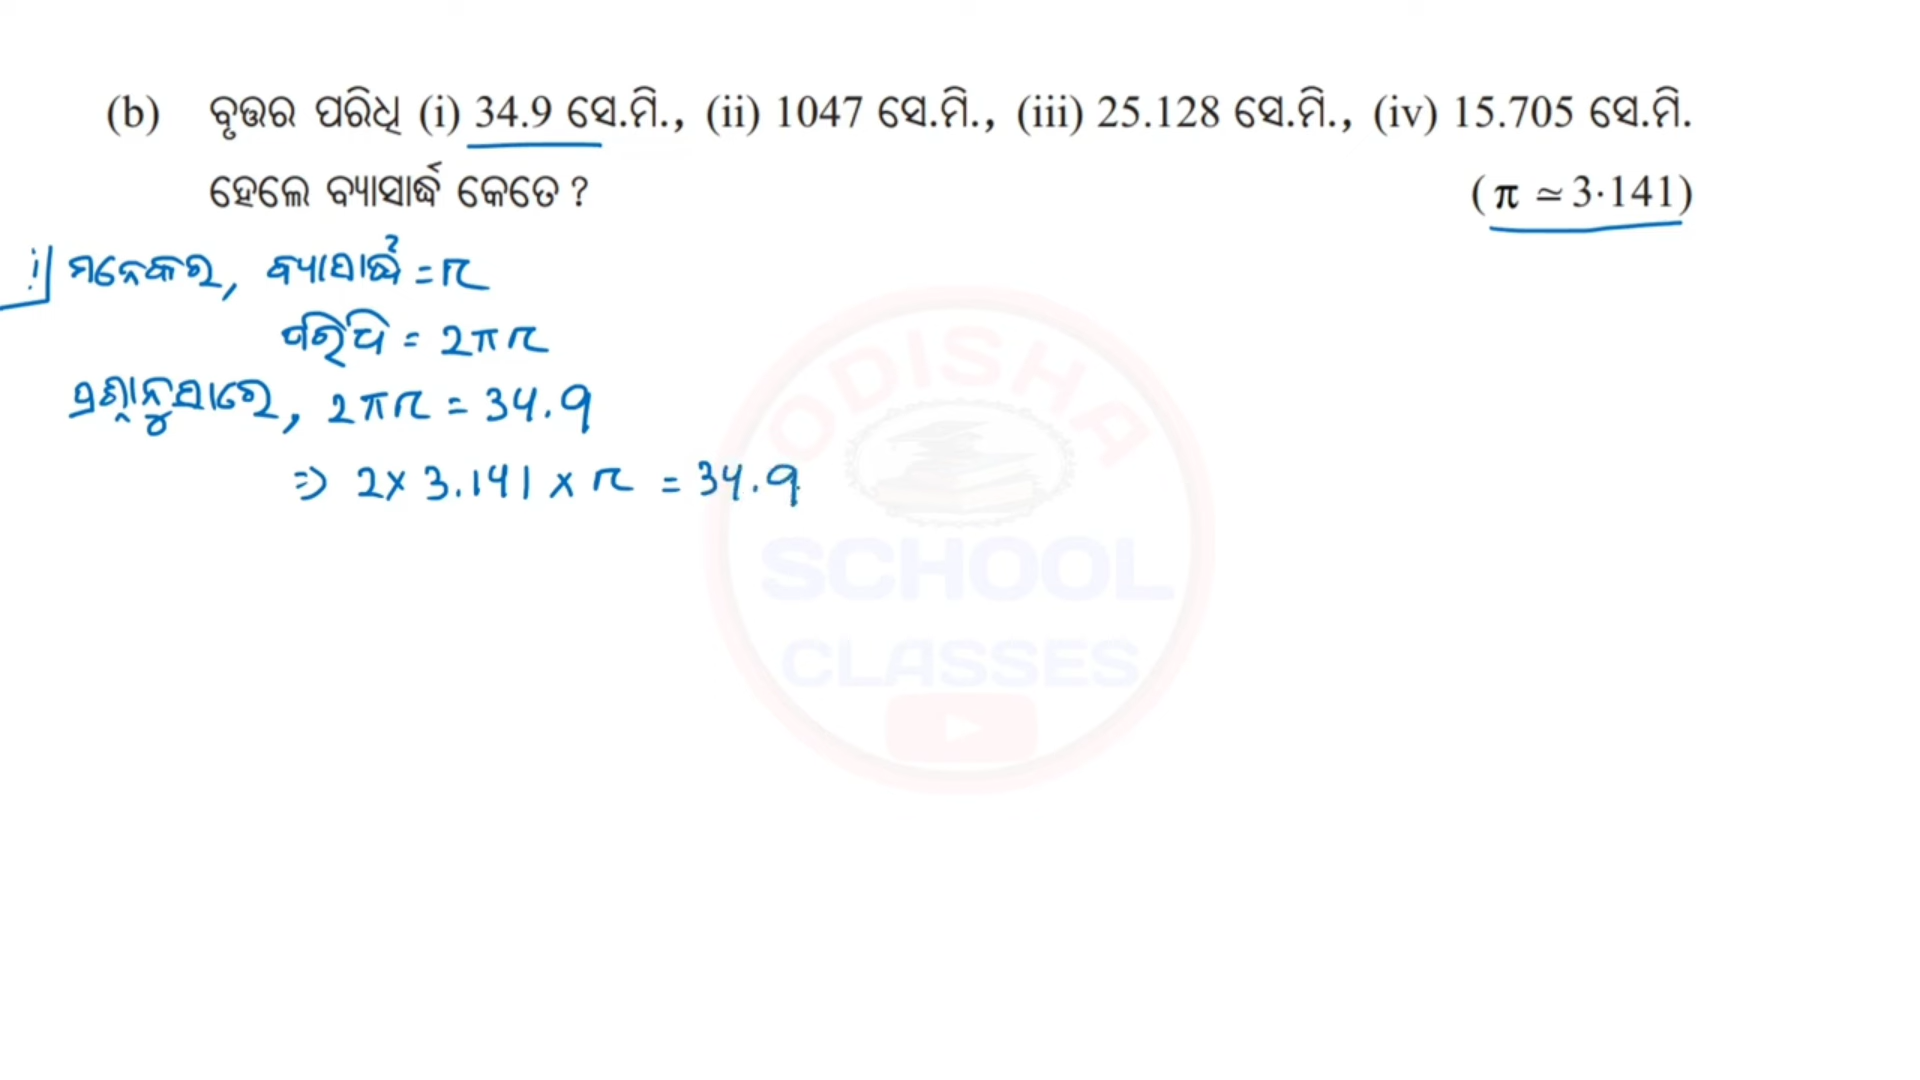 (b) ବୃତ୍ତର ପରିଧି (i) 34.9 ସେ.ମି., (ii) 1047 ସେ.ମି., (iii) 25.128 ସେ.ମି., (iv) 15.705 ସେ.ମି.
ହେଲେ ବ୍ୟାସାର୍ଦ୍ଧ କେତେ ? (π ≃ 3·141)
i ମନେକର, ବ୍ୟାସାର୍ଦ୍ଧ = r
ପରିଧି = 2πr
ପ୍ରଶ୍ନାନୁସାରେ, 2πr = 34.9
⇒ 2 × 3.141 × r = 34.9
ODISHA
SCHOOL
CLASSES